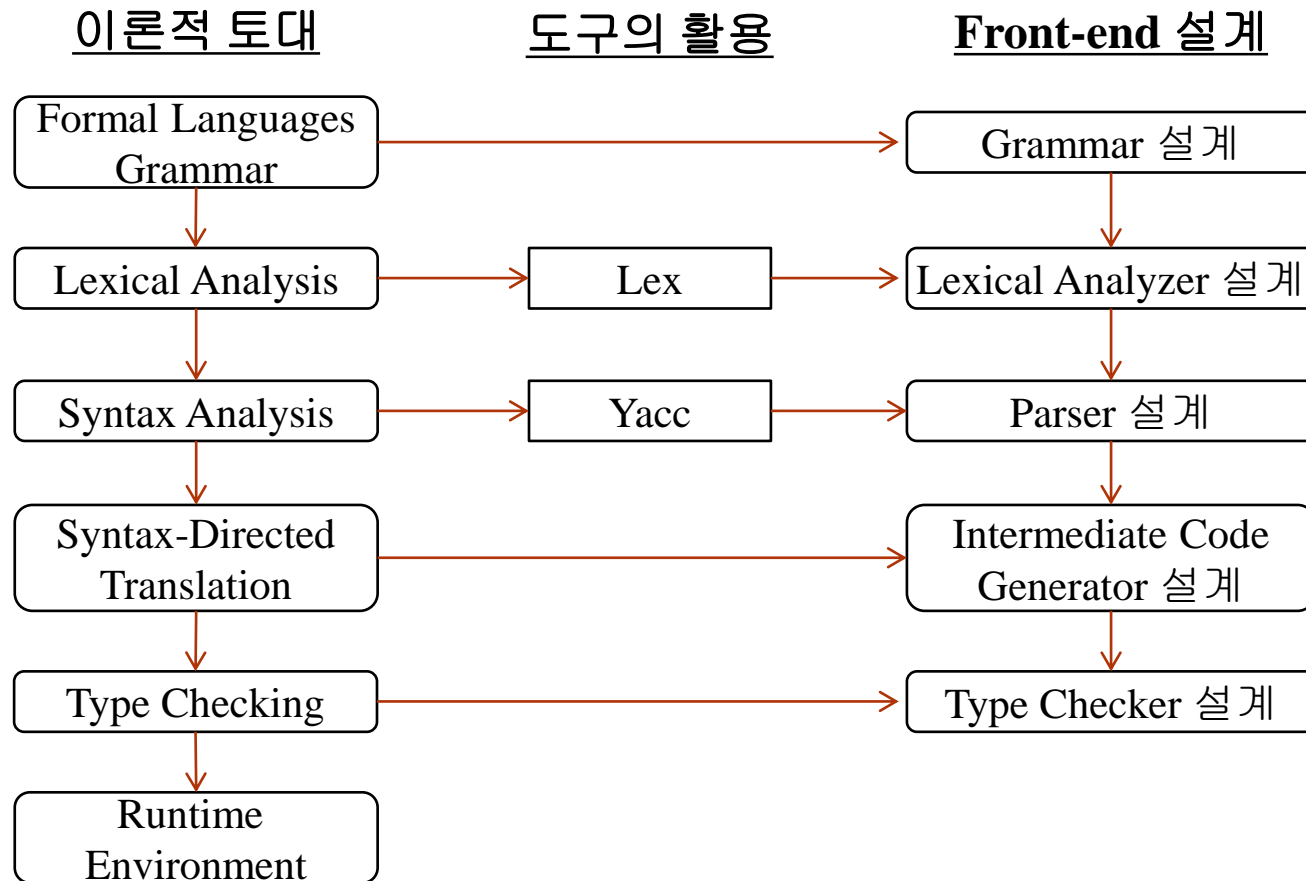 이론적 토대
도구의 활용
Front-end 설계
Formal Languages
Grammar
Grammar 설계
Lexical Analysis
Lex
Lexical Analyzer 설계
Syntax Analysis
Yacc
Parser 설계
Syntax-Directed
Translation
Intermediate Code
Generator 설계
Type Checking
Type Checker 설계
Runtime
Environment